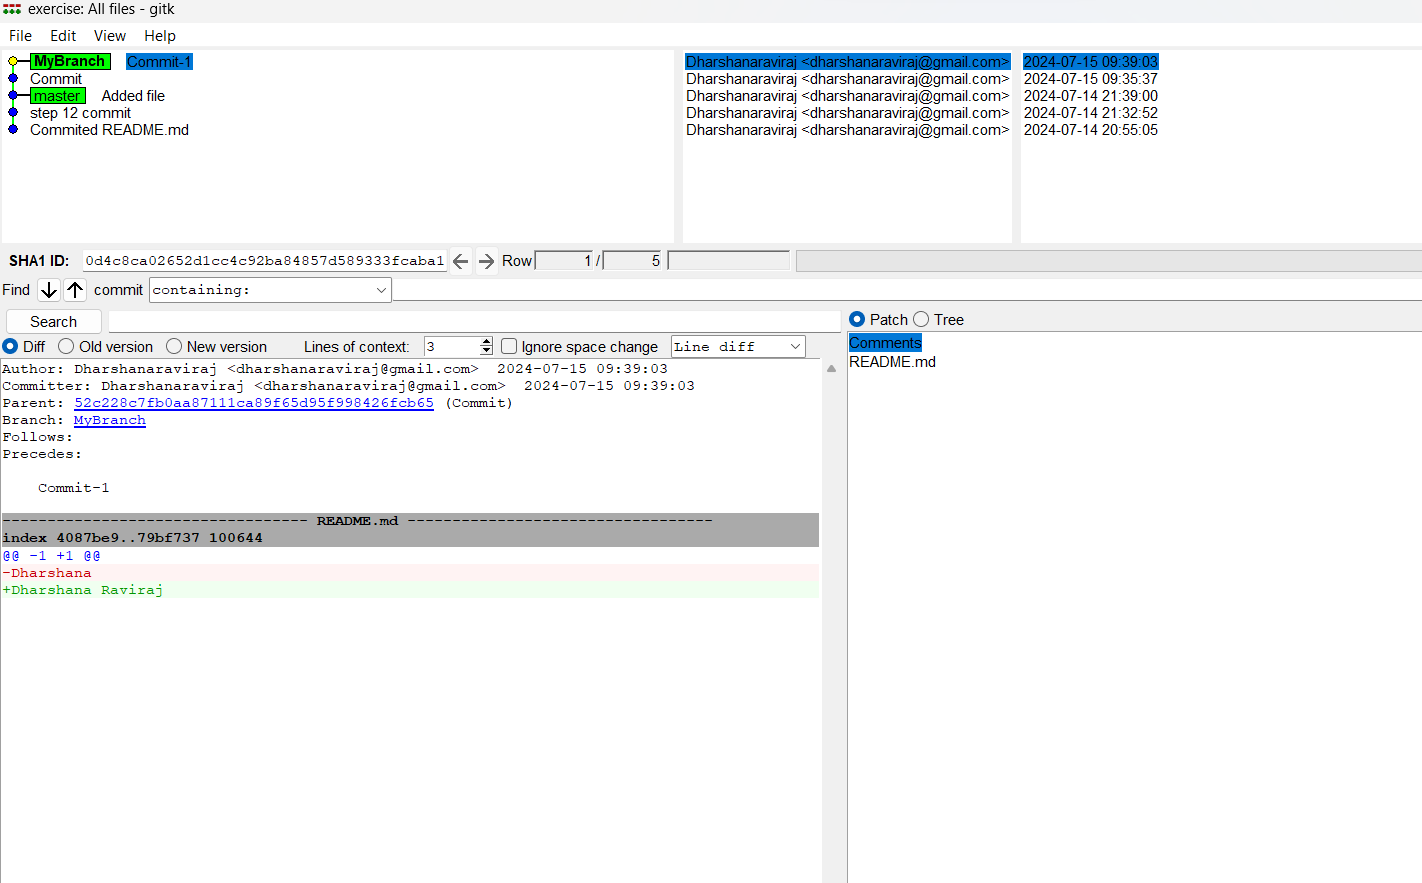 exercise: All files - gitk
File Edit View Help
MyBranch Commit-1 Dharshanaraviraj <dharshanaraviraj@gmail.com> 2024-07-15 09:39:03
Commit Dharshanaraviraj <dharshanaraviraj@gmail.com> 2024-07-15 09:35:37
master Added file Dharshanaraviraj <dharshanaraviraj@gmail.com> 2024-07-14 21:39:00
step 12 commit Dharshanaraviraj <dharshanaraviraj@gmail.com> 2024-07-14 21:32:52
Commited README.md Dharshanaraviraj <dharshanaraviraj@gmail.com> 2024-07-14 20:55:05
SHA1 ID: 0d4c8ca02652d1cc4c92ba84857d589333fcaba1 Row 1 / 5
Find commit containing:
Search
Diff Old version New version Lines of context: 3 Ignore space change Line diff
Author: Dharshanaraviraj <dharshanaraviraj@gmail.com> 2024-07-15 09:39:03
Committer: Dharshanaraviraj <dharshanaraviraj@gmail.com> 2024-07-15 09:39:03
Parent: 52c228c7fb0aa87111ca89f65d95f998426fcb65 (Commit)
Branch: MyBranch
Follows:
Precedes:
Commit-1
---------------------------------- README.md ----------------------------------
index 4087be9..79bf737 100644
@@ -1 +1 @@
-Dharshana
+Dharshana Raviraj
Patch Tree
Comments
README.md